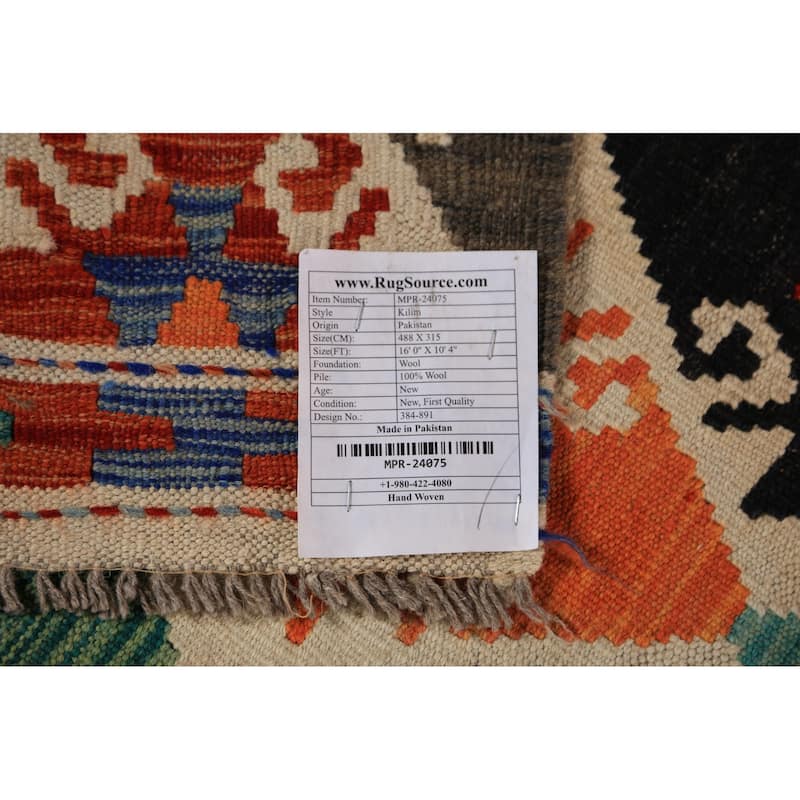 www.RugSource.com
Item Number: MPR-24075
Style Kilim
Origin Pakistan
Size(CM): 488 X 315
Size(FT): 16' 0" X 10' 4"
Foundation: Wool
Pile: 100% Wool
Age: New
Condition: New, First Quality
Design No.: 384-891
Made in Pakistan
MPR-24075
+1-980-422-4080
Hand Woven